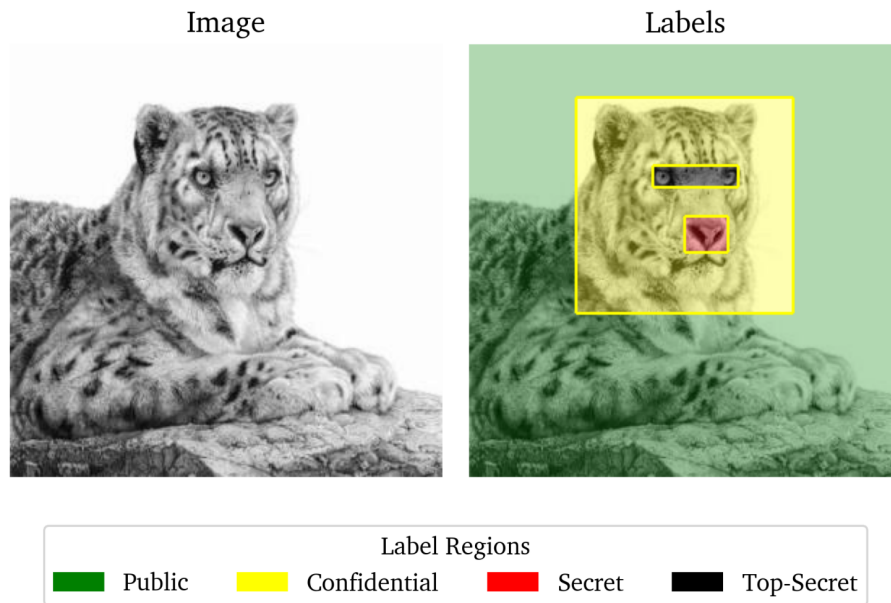 Image
Labels
Label Regions
Public
Confidential
Secret
Top-Secret